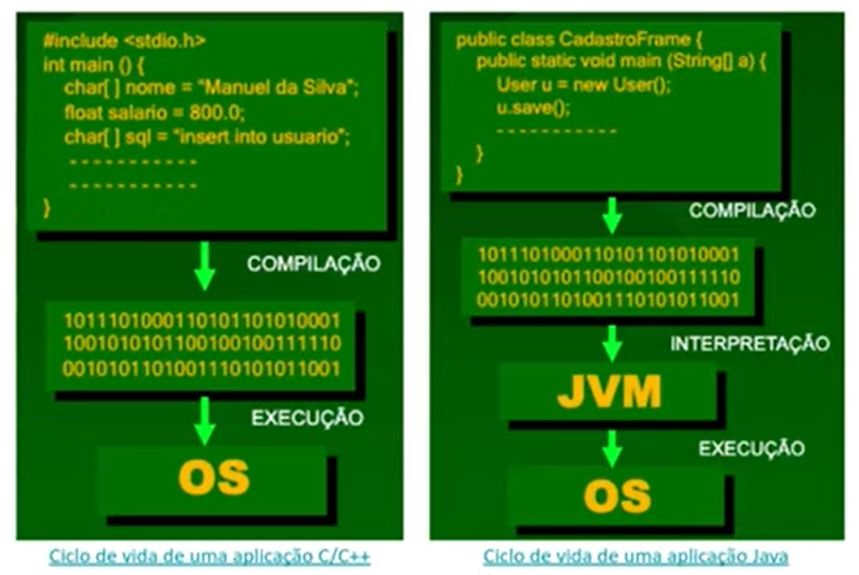 #include <stdio.h>
int main () {
char[ ] nome = "Manuel da Silva";
float salario = 800.0;
char[ ] sql = "insert into usuario";
- - - - - - - - - - -
- - - - - - - - - - -
}
COMPILAÇÃO
1011101000110101101010001
1001010101100100100111110
0010101101001110101011001
EXECUÇÃO
OS
Ciclo de vida de uma aplicação C/C++
public class CadastroFrame {
public static void main (String[] a) {
User u = new User();
u.save();
- - - - - - - - - - -
}
}
COMPILAÇÃO
1011101000110101101010001
1001010101100100100111110
0010101101001110101011001
INTERPRETAÇÃO
JVM
EXECUÇÃO
OS
Ciclo de vida de uma aplicação Java